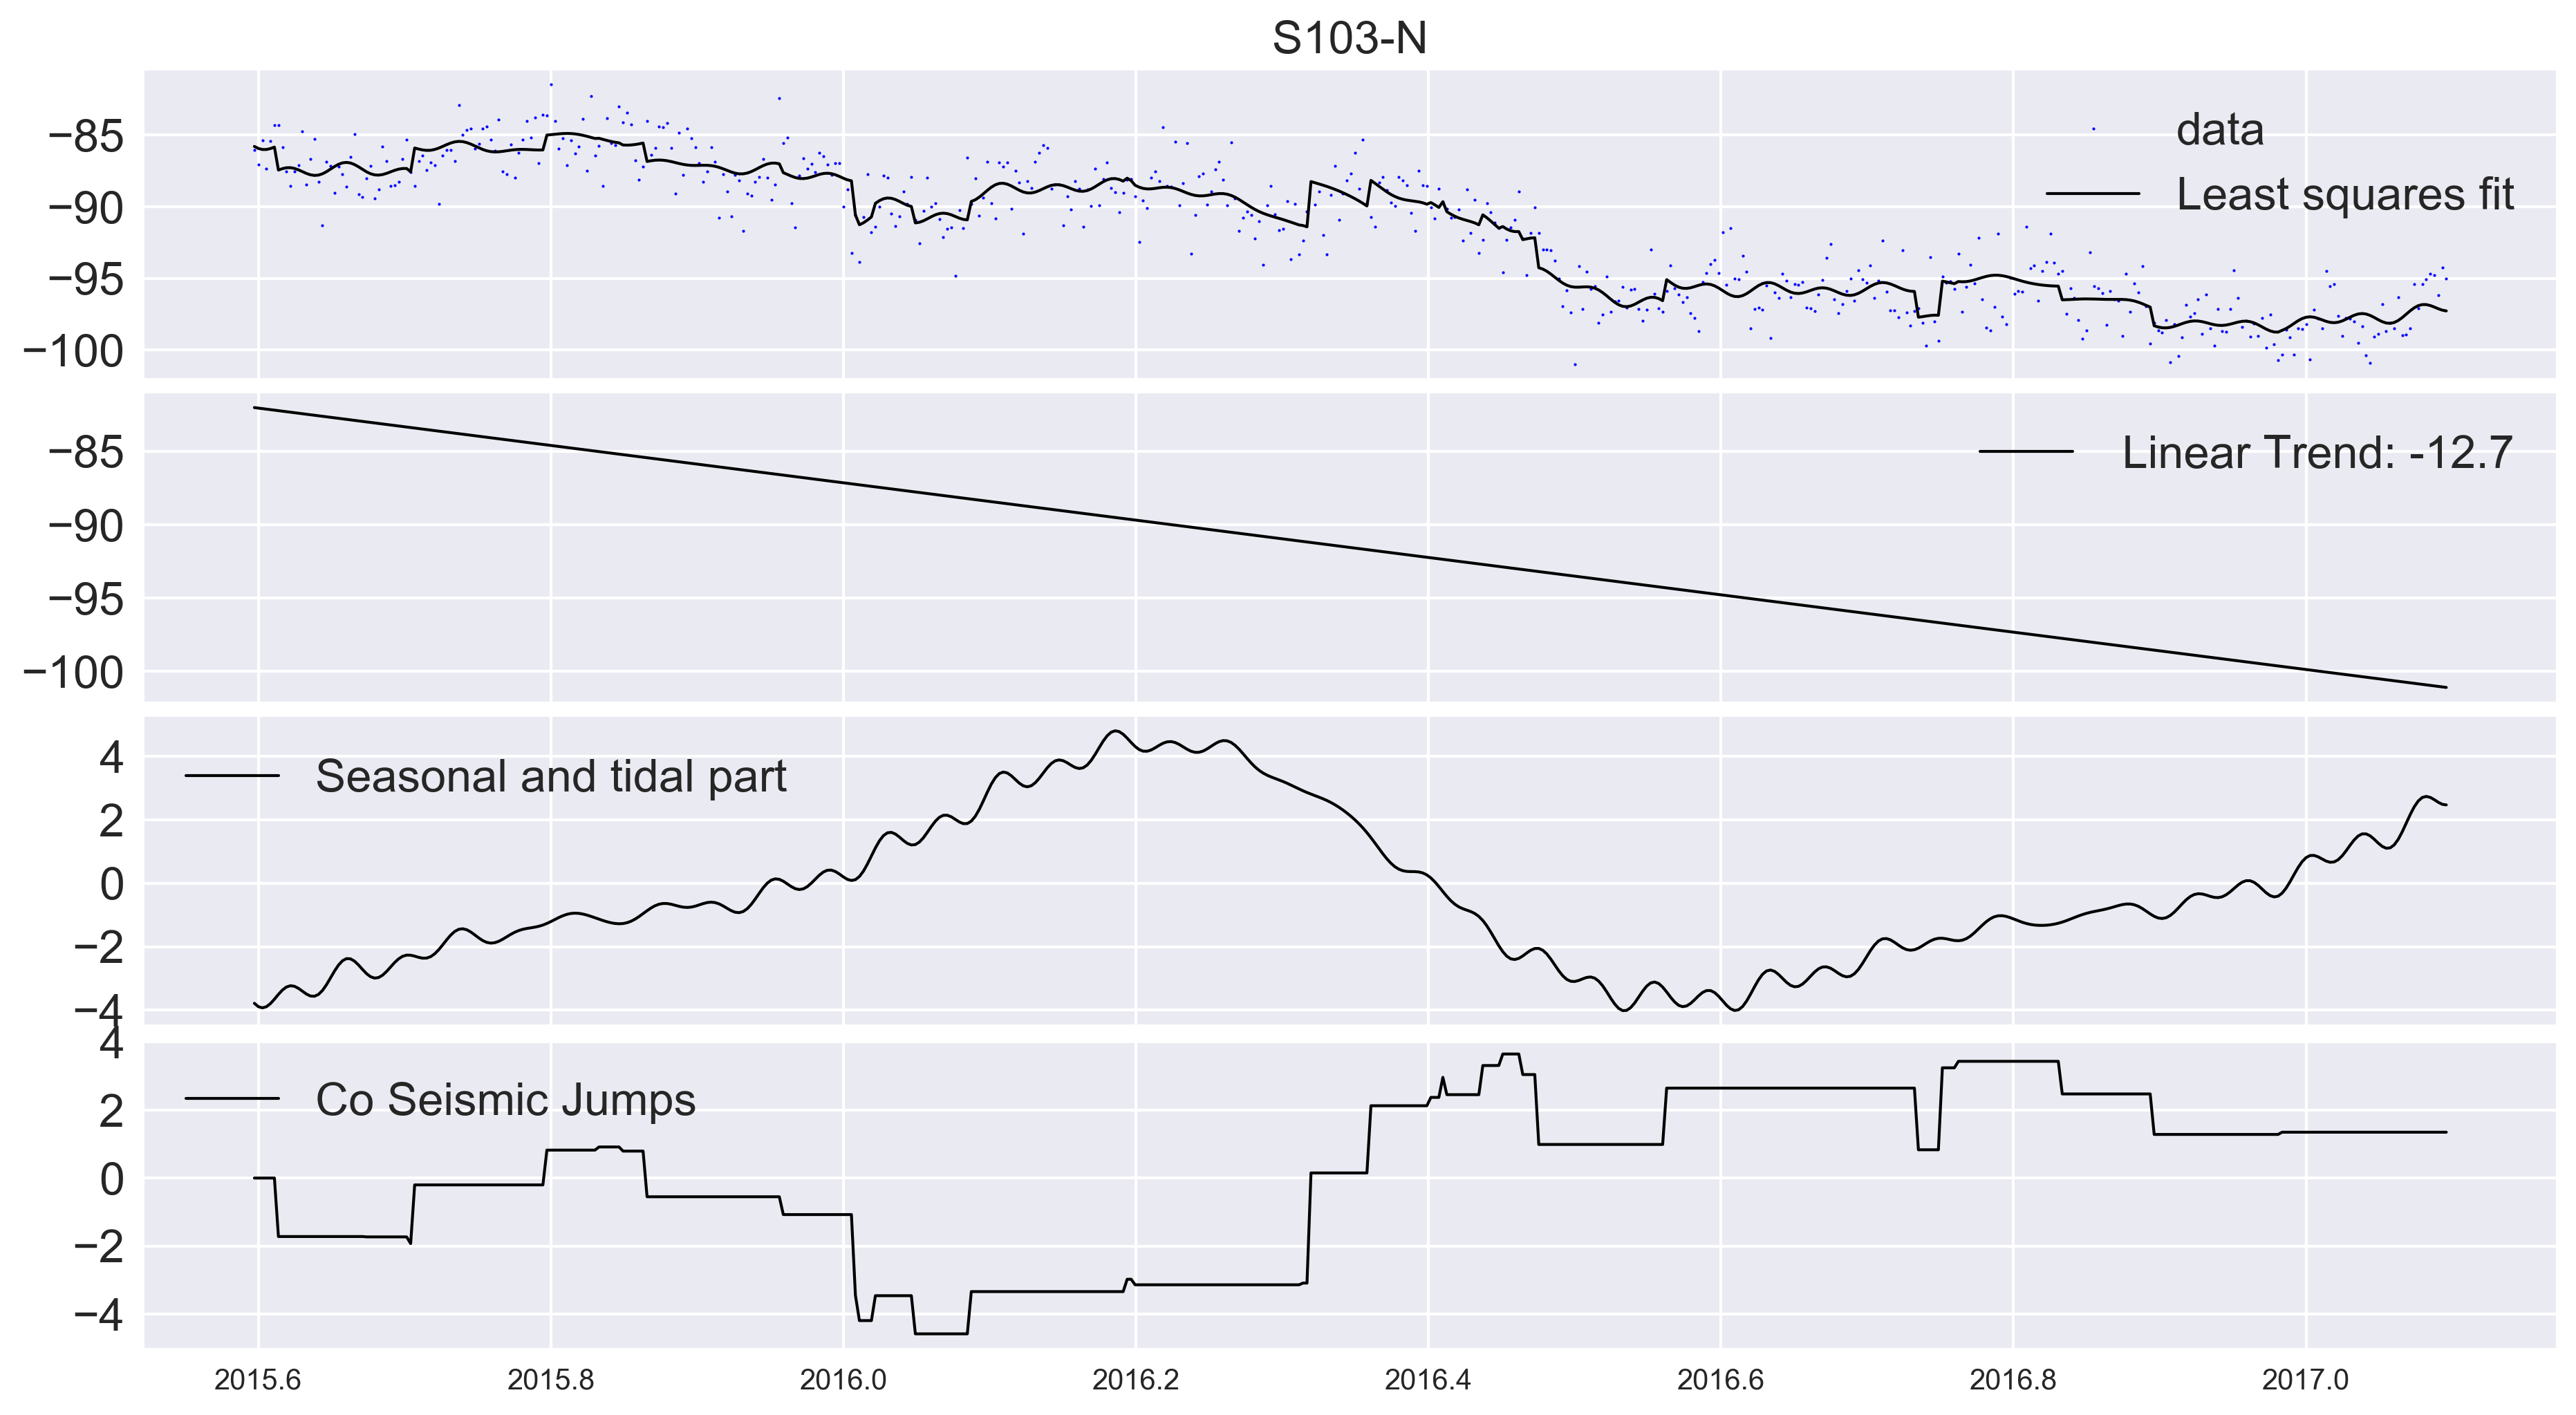 S103-N
−85
−90
−95
−100
data
Least squares fit
−85
−90
−95
−100
Linear Trend: -12.7
4
2
0
−2
−4
Seasonal and tidal part
4
2
0
−2
−4
Co Seismic Jumps
2015.6 2015.8 2016.0 2016.2 2016.4 2016.6 2016.8 2017.0